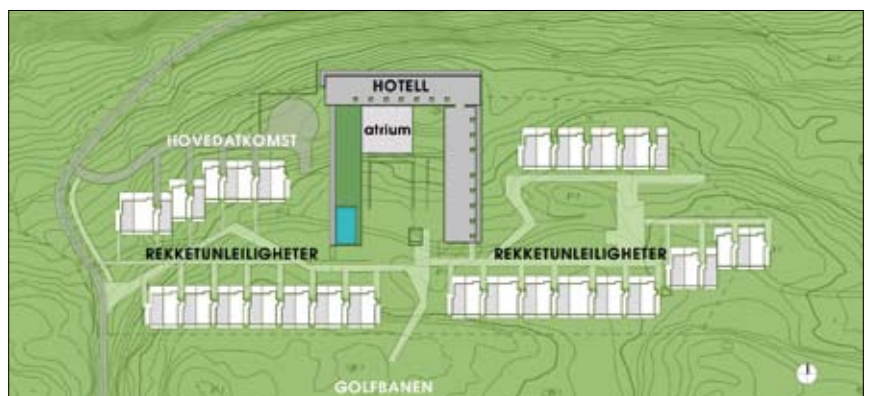 HOTELL
atrium
HOVEDATKOMST
REKKETUNLEILIGHETER
REKKETUNLEILIGHETER
GOLFBANEN